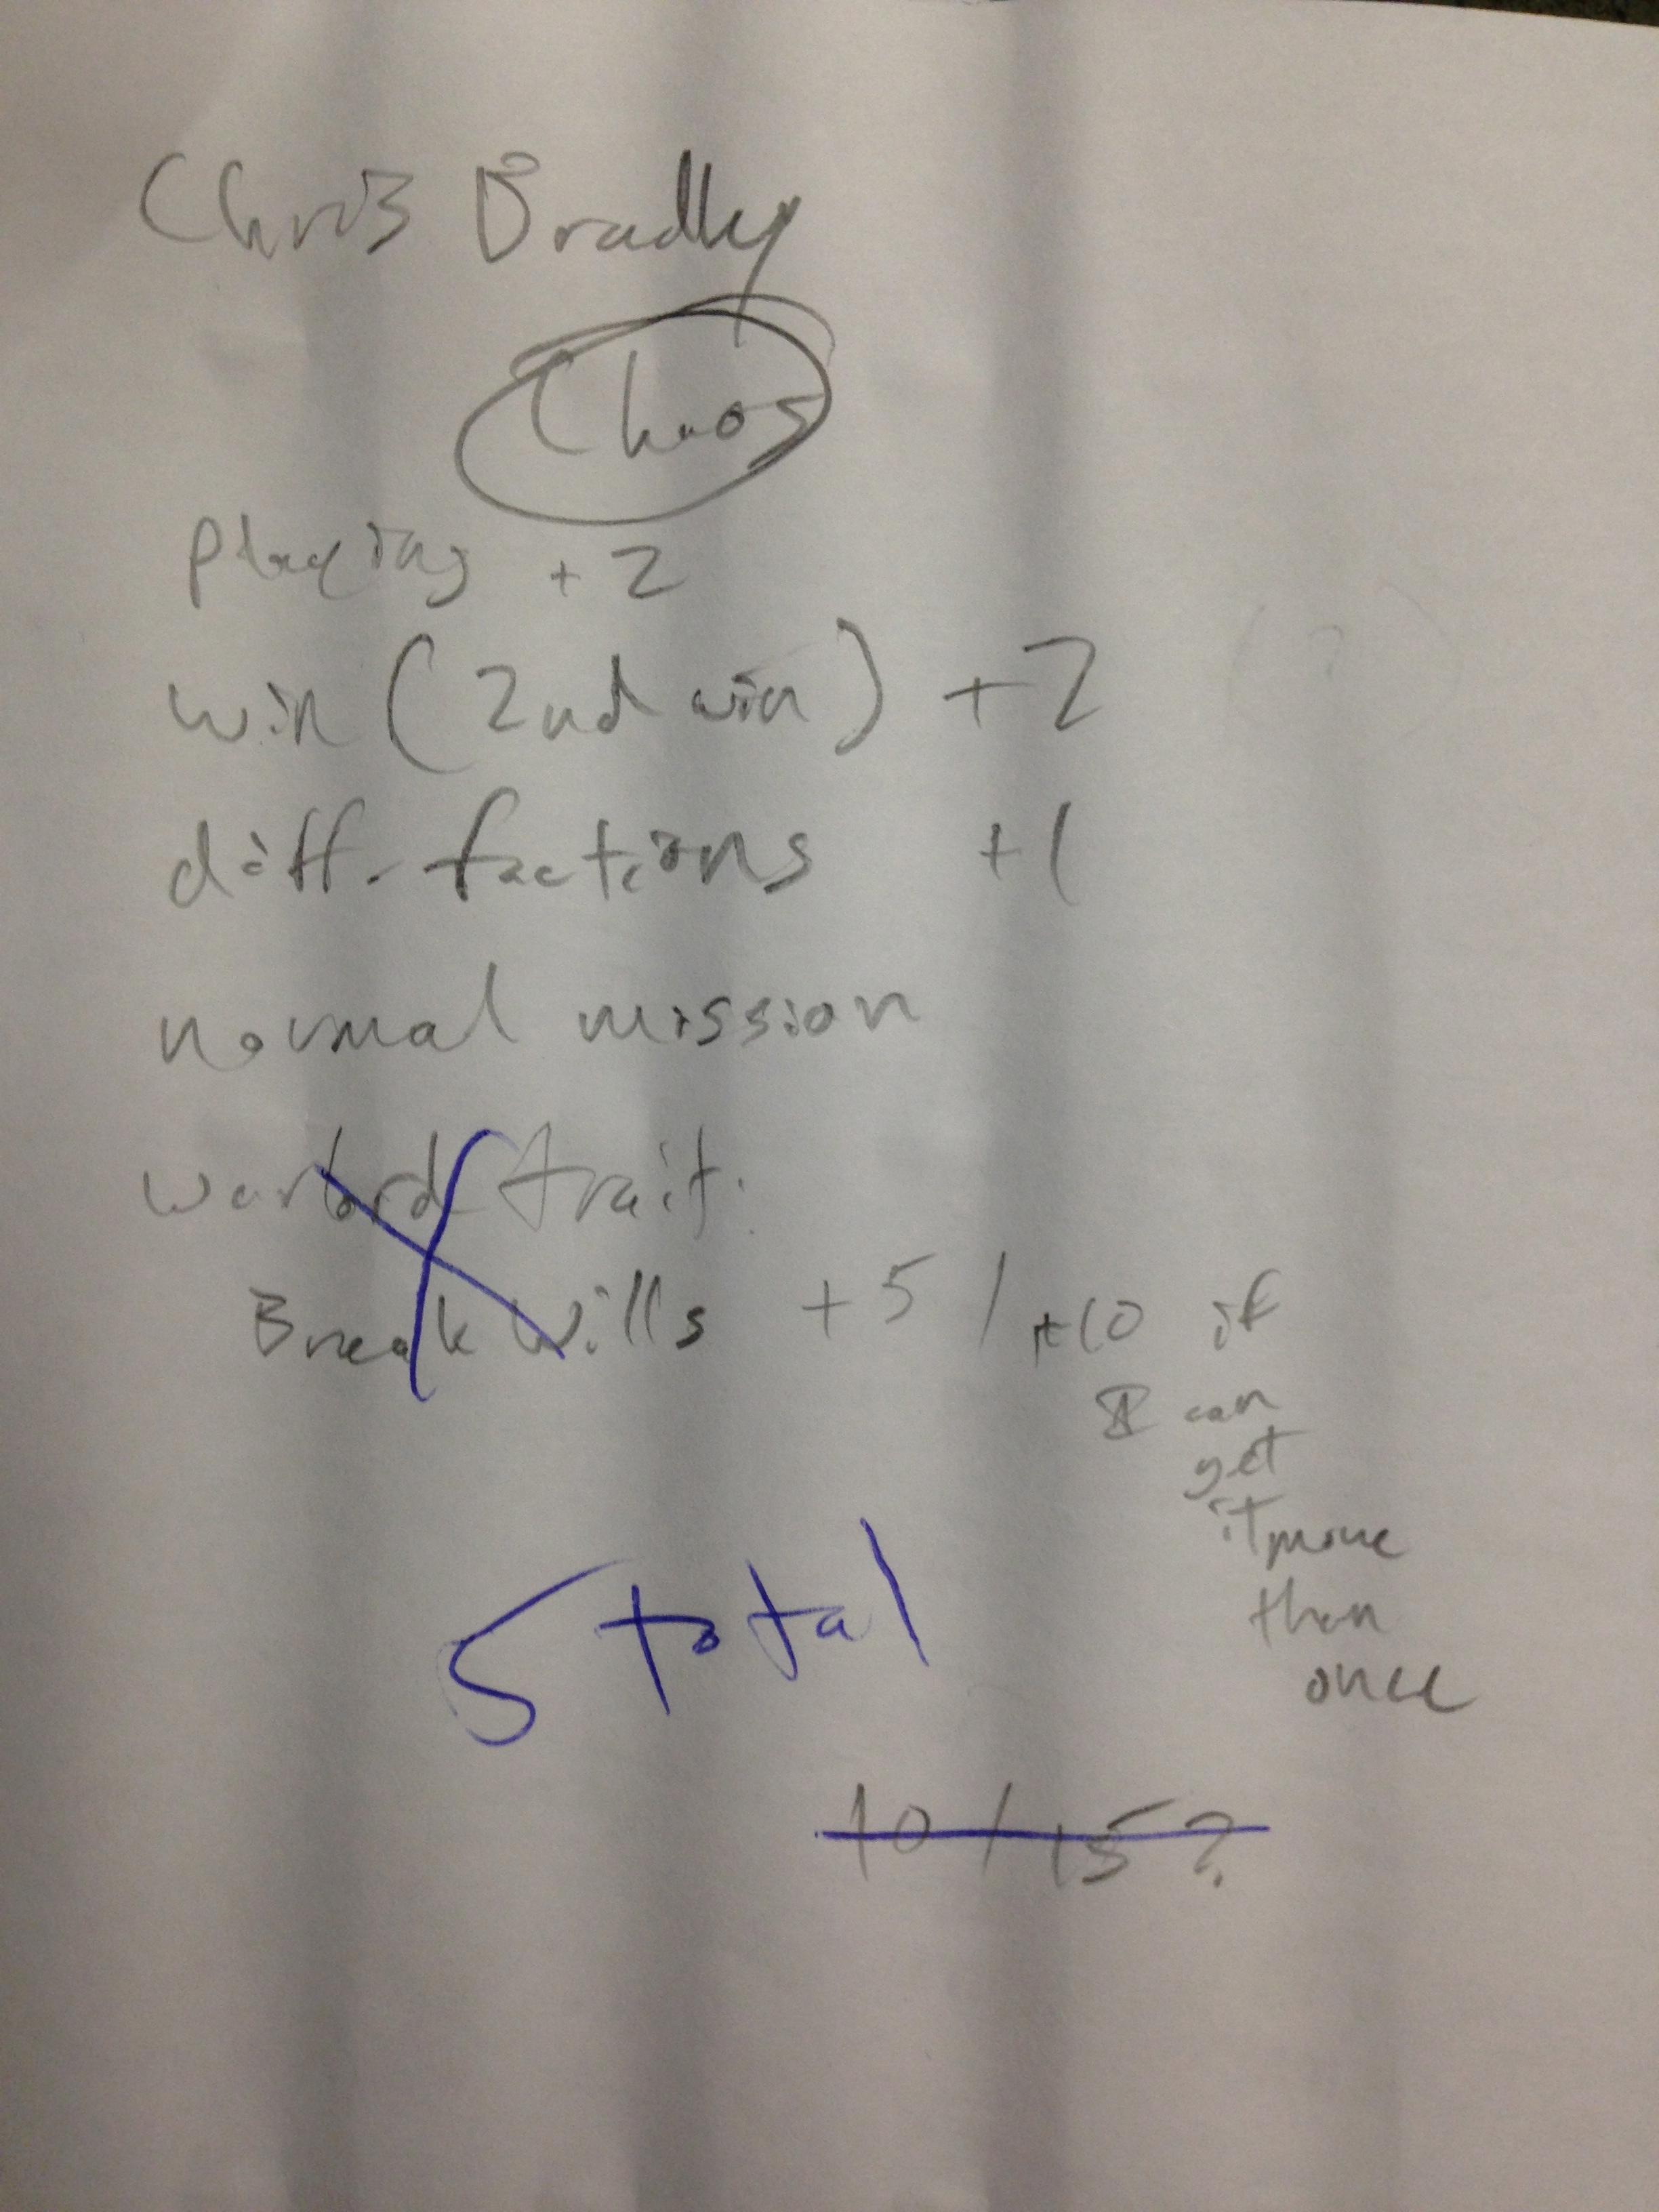 Chris Bradley
Chaos
Playing +2
win (2nd win) +2
diff. factions +1
normal mission
warlord trait:
Break Wills +5 / +10 if
I can
get
it more
than
once
5 total
10 / 15 ?